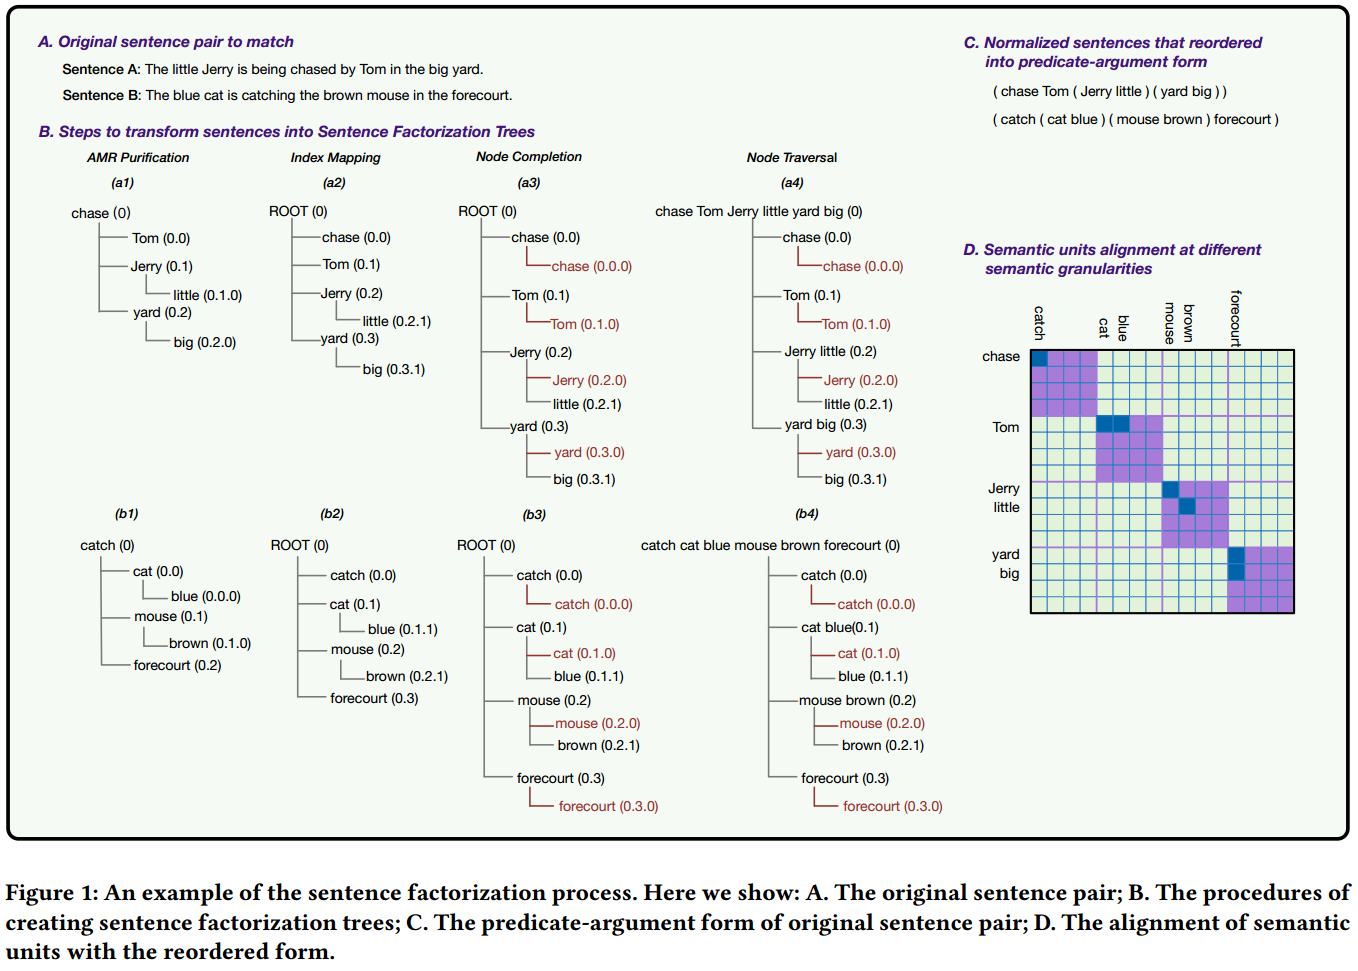 A. Original sentence pair to match
Sentence A: The little Jerry is being chased by Tom in the big yard.
Sentence B: The blue cat is catching the brown mouse in the forecourt.
B. Steps to transform sentences into Sentence Factorization Trees
AMR Purification
(a1)
chase (0)
Tom (0.0)
Jerry (0.1)
little (0.1.0)
yard (0.2)
big (0.2.0)
Index Mapping
(a2)
ROOT (0)
chase (0.0)
Tom (0.1)
Jerry (0.2)
little (0.2.1)
yard (0.3)
big (0.3.1)
Node Completion
(a3)
ROOT (0)
chase (0.0)
chase (0.0.0)
Tom (0.1)
Tom (0.1.0)
Jerry (0.2)
Jerry (0.2.0)
little (0.2.1)
yard (0.3)
yard (0.3.0)
big (0.3.1)
Node Traversal
(a4)
chase Tom Jerry little yard big (0)
chase (0.0)
chase (0.0.0)
Tom (0.1)
Tom (0.1.0)
Jerry little (0.2)
Jerry (0.2.0)
little (0.2.1)
yard big (0.3)
yard (0.3.0)
big (0.3.1)
(b1)
catch (0)
cat (0.0)
blue (0.0.0)
mouse (0.1)
brown (0.1.0)
forecourt (0.2)
(b2)
ROOT (0)
catch (0.0)
cat (0.1)
blue (0.1.1)
mouse (0.2)
brown (0.2.1)
forecourt (0.3)
(b3)
ROOT (0)
catch (0.0)
catch (0.0.0)
cat (0.1)
cat (0.1.0)
blue (0.1.1)
mouse (0.2)
mouse (0.2.0)
brown (0.2.1)
forecourt (0.3)
forecourt (0.3.0)
(b4)
catch cat blue mouse brown forecourt (0)
catch (0.0)
catch (0.0.0)
cat blue(0.1)
cat (0.1.0)
blue (0.1.1)
mouse brown (0.2)
mouse (0.2.0)
brown (0.2.1)
forecourt (0.3)
forecourt (0.3.0)
C. Normalized sentences that reordered
into predicate-argument form
( chase Tom ( Jerry little ) ( yard big ) )
( catch ( cat blue ) ( mouse brown ) forecourt )
D. Semantic units alignment at different
semantic granularities
catch
cat
blue
mouse
brown
forecourt
chase
Tom
Jerry
little
yard
big
Figure 1: An example of the sentence factorization process. Here we show: A. The original sentence pair; B. The procedures of
creating sentence factorization trees; C. The predicate-argument form of original sentence pair; D. The alignment of semantic
units with the reordered form.